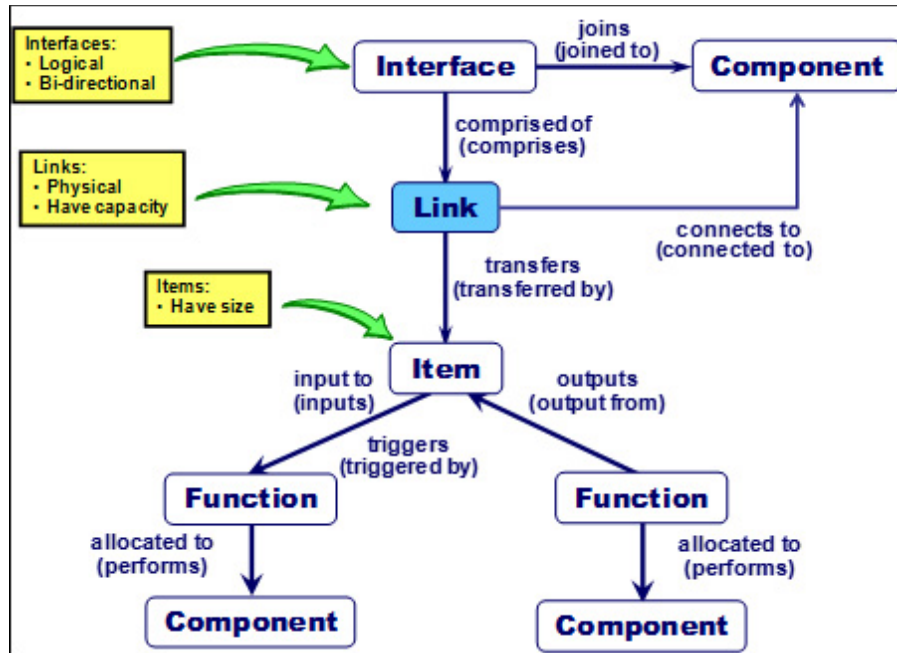 Interfaces:
• Logical
• Bi-directional
Interface
joins
(joined to)
Component
comprised of
(comprises)
Links:
• Physical
• Have capacity
Link
connects to
(connected to)
transfers
(transferred by)
Items:
• Have size
Item
input to
(inputs)
outputs
(output from)
triggers
(triggered by)
Function
Function
allocated to
(performs)
allocated to
(performs)
Component
Component